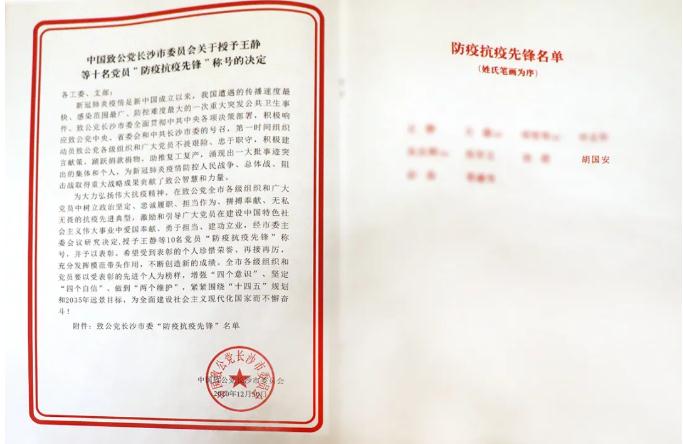 中国致公党长沙市委员会关于授予王静
等十名党员“防疫抗疫先锋”称号的决定
各工委、支部：
新冠肺炎疫情是新中国成立以来，我国遭遇的传播速度最
快、感染范围最广、防控难度最大的一次重大突发公共卫生事
件。致公党长沙市委全面贯彻中共中央各项决策部署，积极响
应致公党中央、省委会和中共长沙市委的号召，第一时间组织
动员致公党各级组织和广大党员不畏艰险、忠于职守，积极建
言献策、踊跃捐款捐物、助推复工复产，涌现出一大批事迹突
出的集体和个人，为新冠肺炎疫情防控人民战争、总体战、阻
击战取得重大战略成果贡献了致公智慧和力量。
为大力弘扬伟大抗疫精神，在致公党全市各级组织和广大
党员中树立政治坚定、忠诚履职、担当作为、拼搏奉献、无私
无畏的抗疫先进典型，激励和引导广大党员在建设中国特色社
会主义伟大事业中爱国奉献、勇于担当、建功立业，经市委主
委会议研究决定，授予王静等10名党员“防疫抗疫先锋”称
号，并予以表彰。希望受到表彰的个人珍惜荣誉、再接再厉，
充分发挥模范带头作用，不断创造新的成绩。全市各级组织和
党员要以受表彰的先进个人为榜样，增强“四个意识”、坚定
“四个自信”、做到“两个维护”，紧紧围绕“十四五”规划
和2035年远景目标，为全面建设社会主义现代化国家而不懈奋
斗！
附件：致公党长沙市委“防疫抗疫先锋”名单
中国致公党长沙市委员会
2020年12月30日
防疫抗疫先锋名单
（姓氏笔画为序）
胡国安